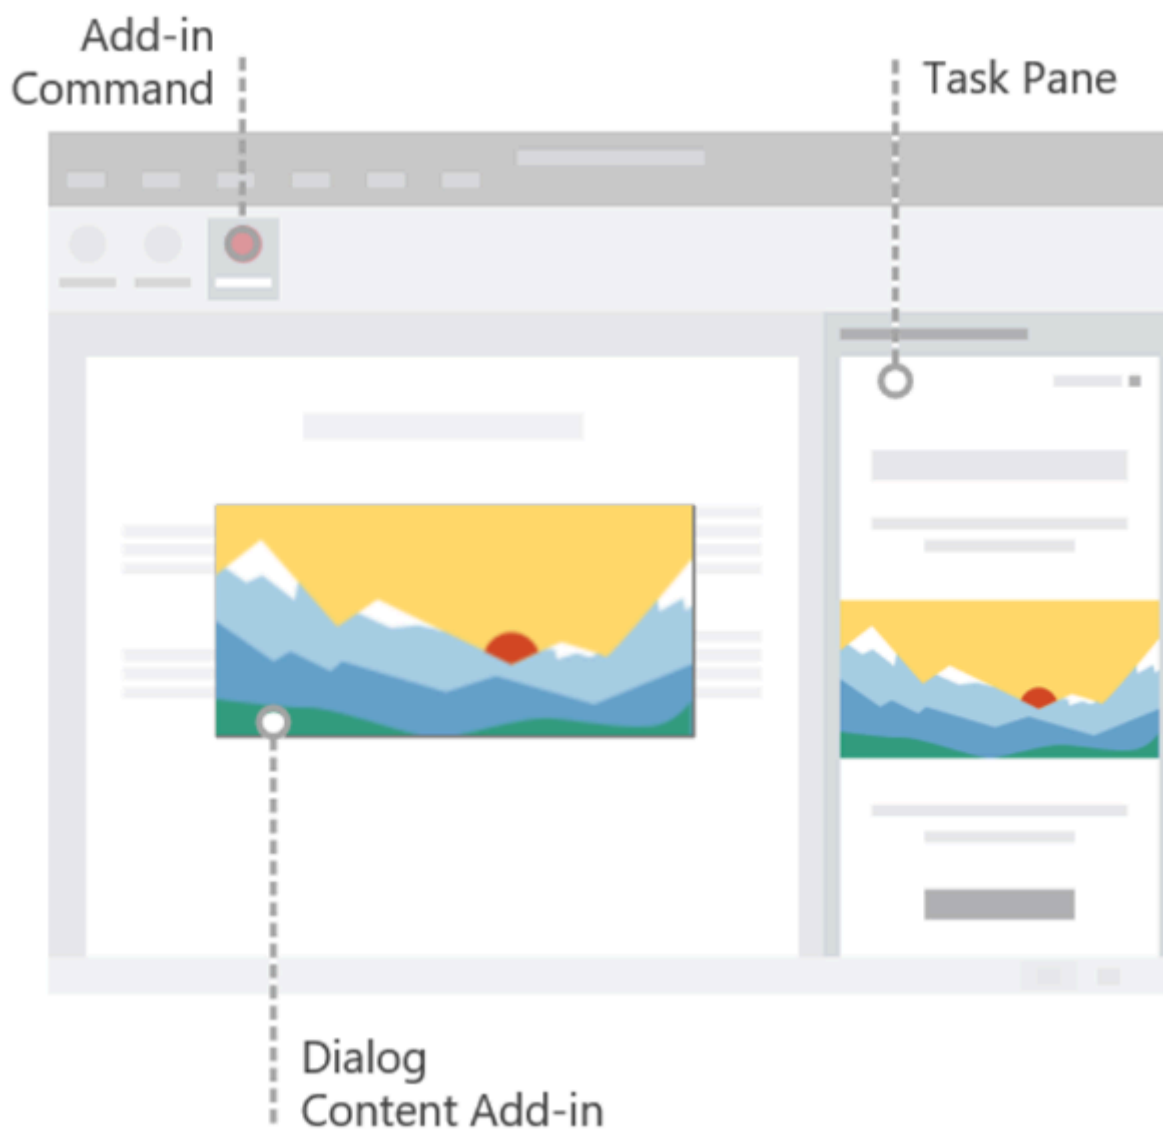 Add-in
Command
Task Pane
Dialog
Content Add-in